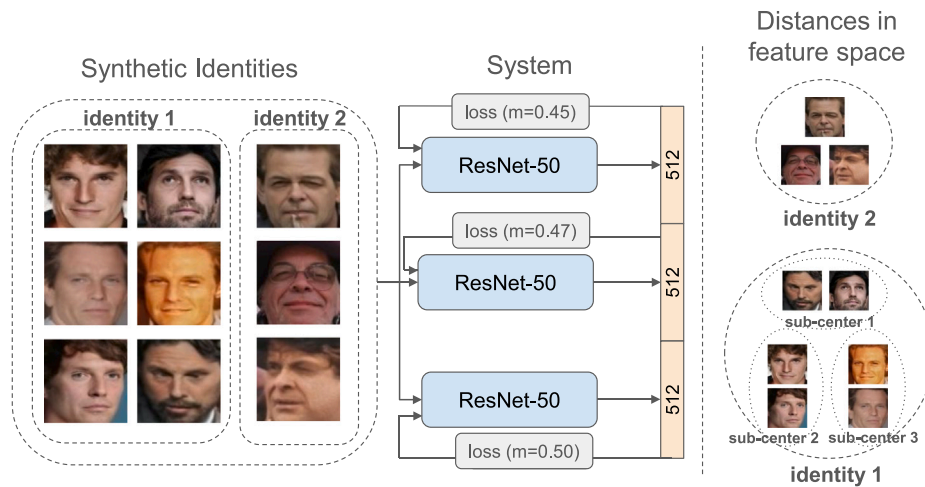 Synthetic Identities
identity 1
identity 2
System
loss (m=0.45)
ResNet-50
512
loss (m=0.47)
ResNet-50
512
ResNet-50
512
loss (m=0.50)
Distances in
feature space
identity 2
sub-center 1
sub-center 2
sub-center 3
identity 1